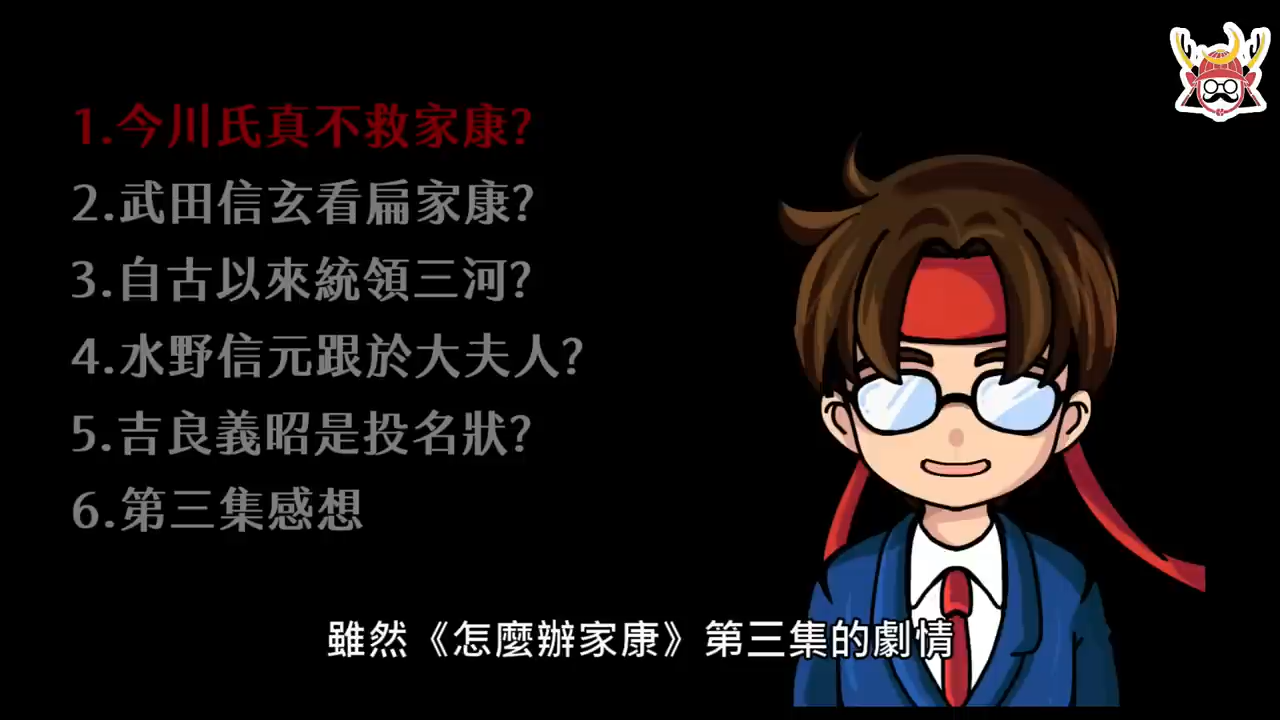 1.今川氏真不救家康?
2.武田信玄看扁家康?
3.自古以來統領三河?
4.水野信元跟於大夫人?
5.吉良義昭是投名狀?
6.第三集感想
雖然《怎麼辦家康》第三集的劇情